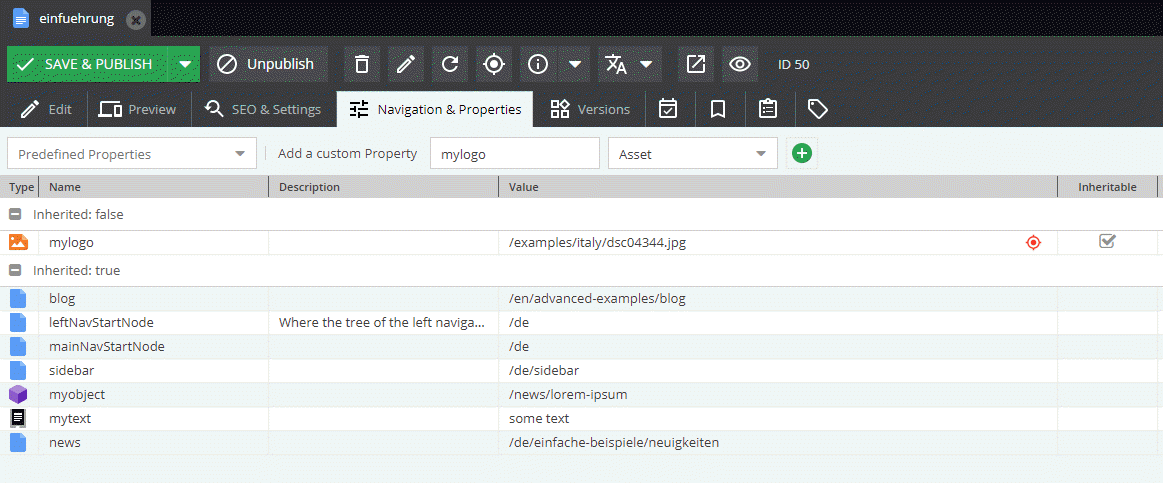 einfuehrung
SAVE & PUBLISH Unpublish ID 50
Edit Preview SEO & Settings Navigation & Properties Versions
Predefined Properties Add a custom Property mylogo Asset
Type Name Description Value Inheritable
Inherited: false
mylogo /examples/italy/dsc04344.jpg
Inherited: true
blog /en/advanced-examples/blog
leftNavStartNode Where the tree of the left naviga... /de
mainNavStartNode /de
sidebar /de/sidebar
myobject /news/lorem-ipsum
mytext some text
news /de/einfache-beispiele/neuigkeiten